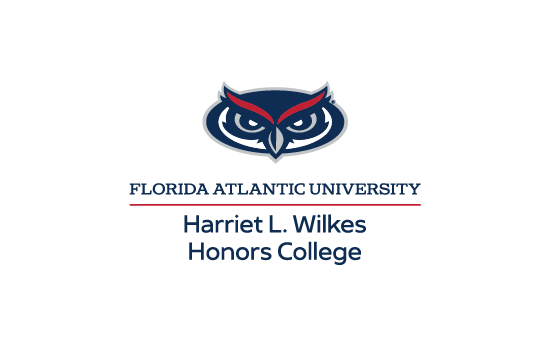 FLORIDA ATLANTIC UNIVERSITY
Harriet L. Wilkes
Honors College